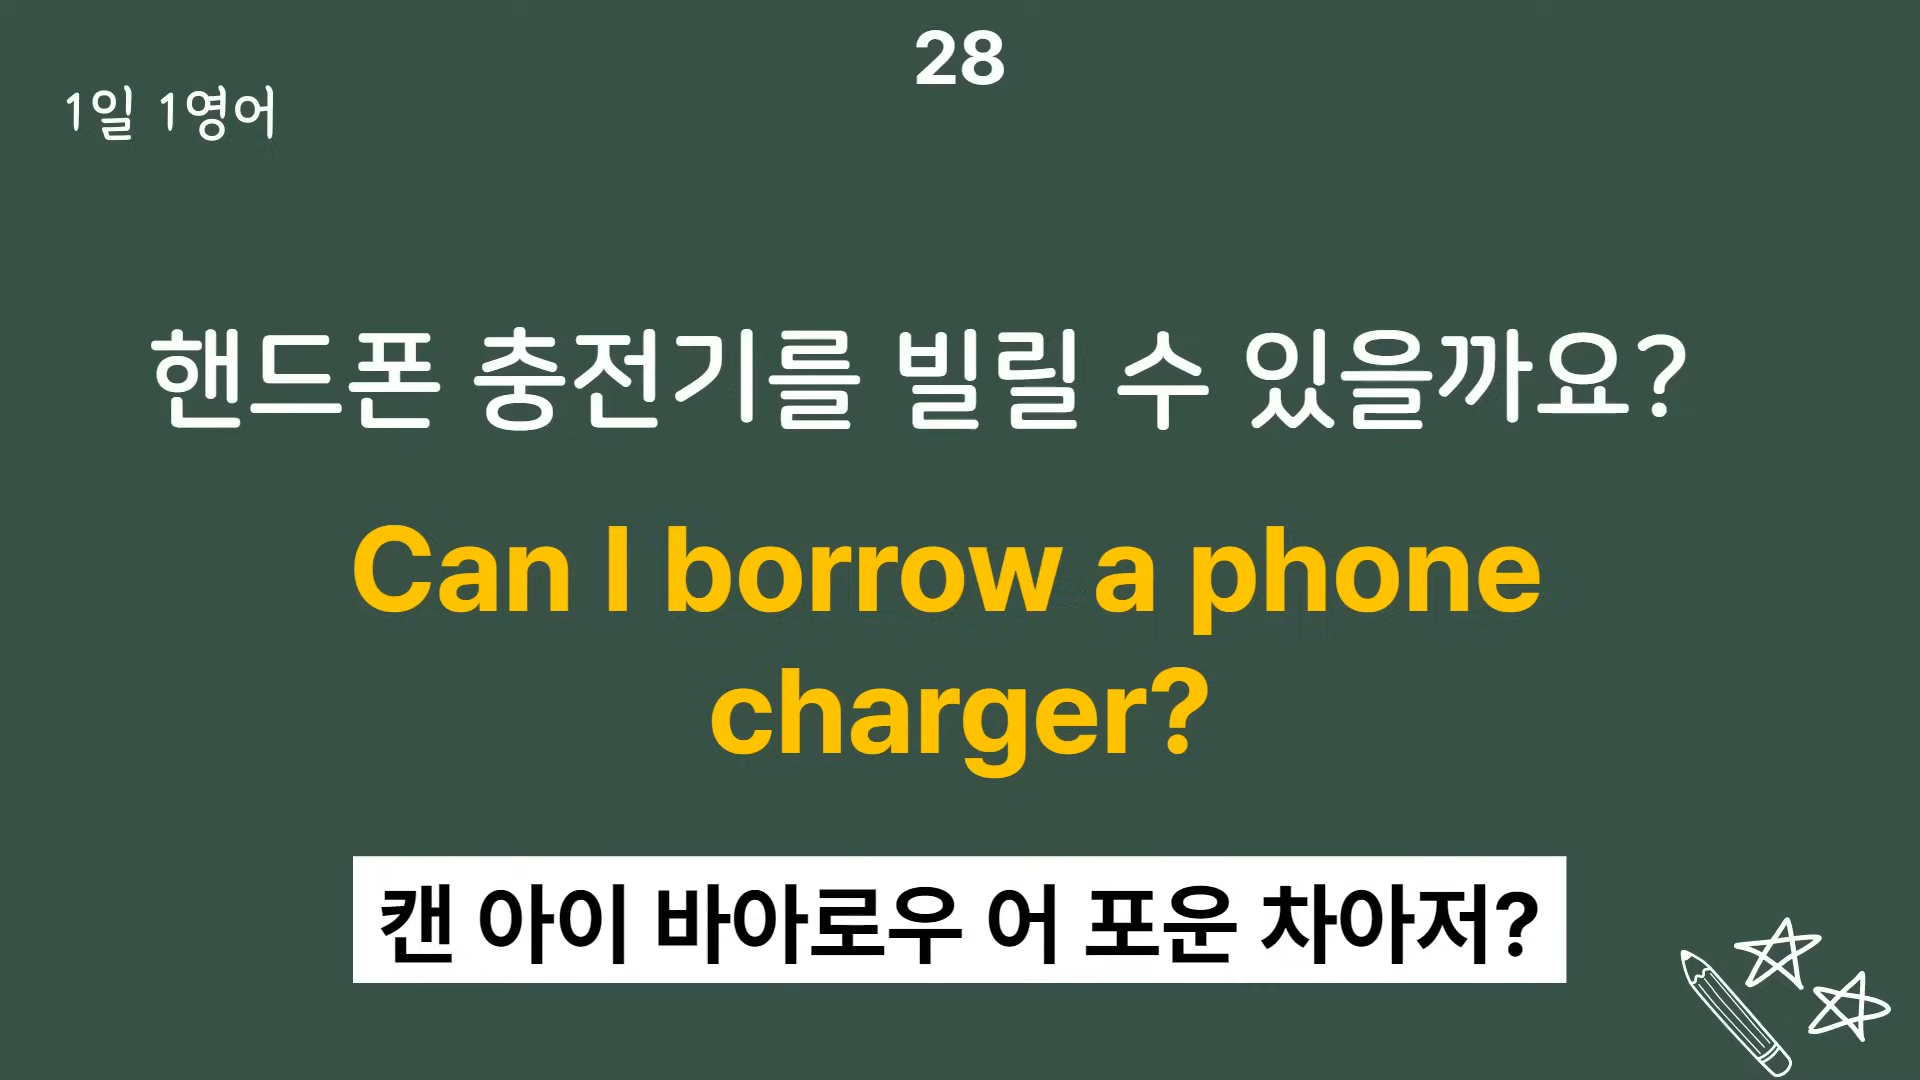 28
1일 1영어
핸드폰 충전기를 빌릴 수 있을까요?
Can I borrow a phone
charger?
캔 아이 바아로우 어 포운 차아저?